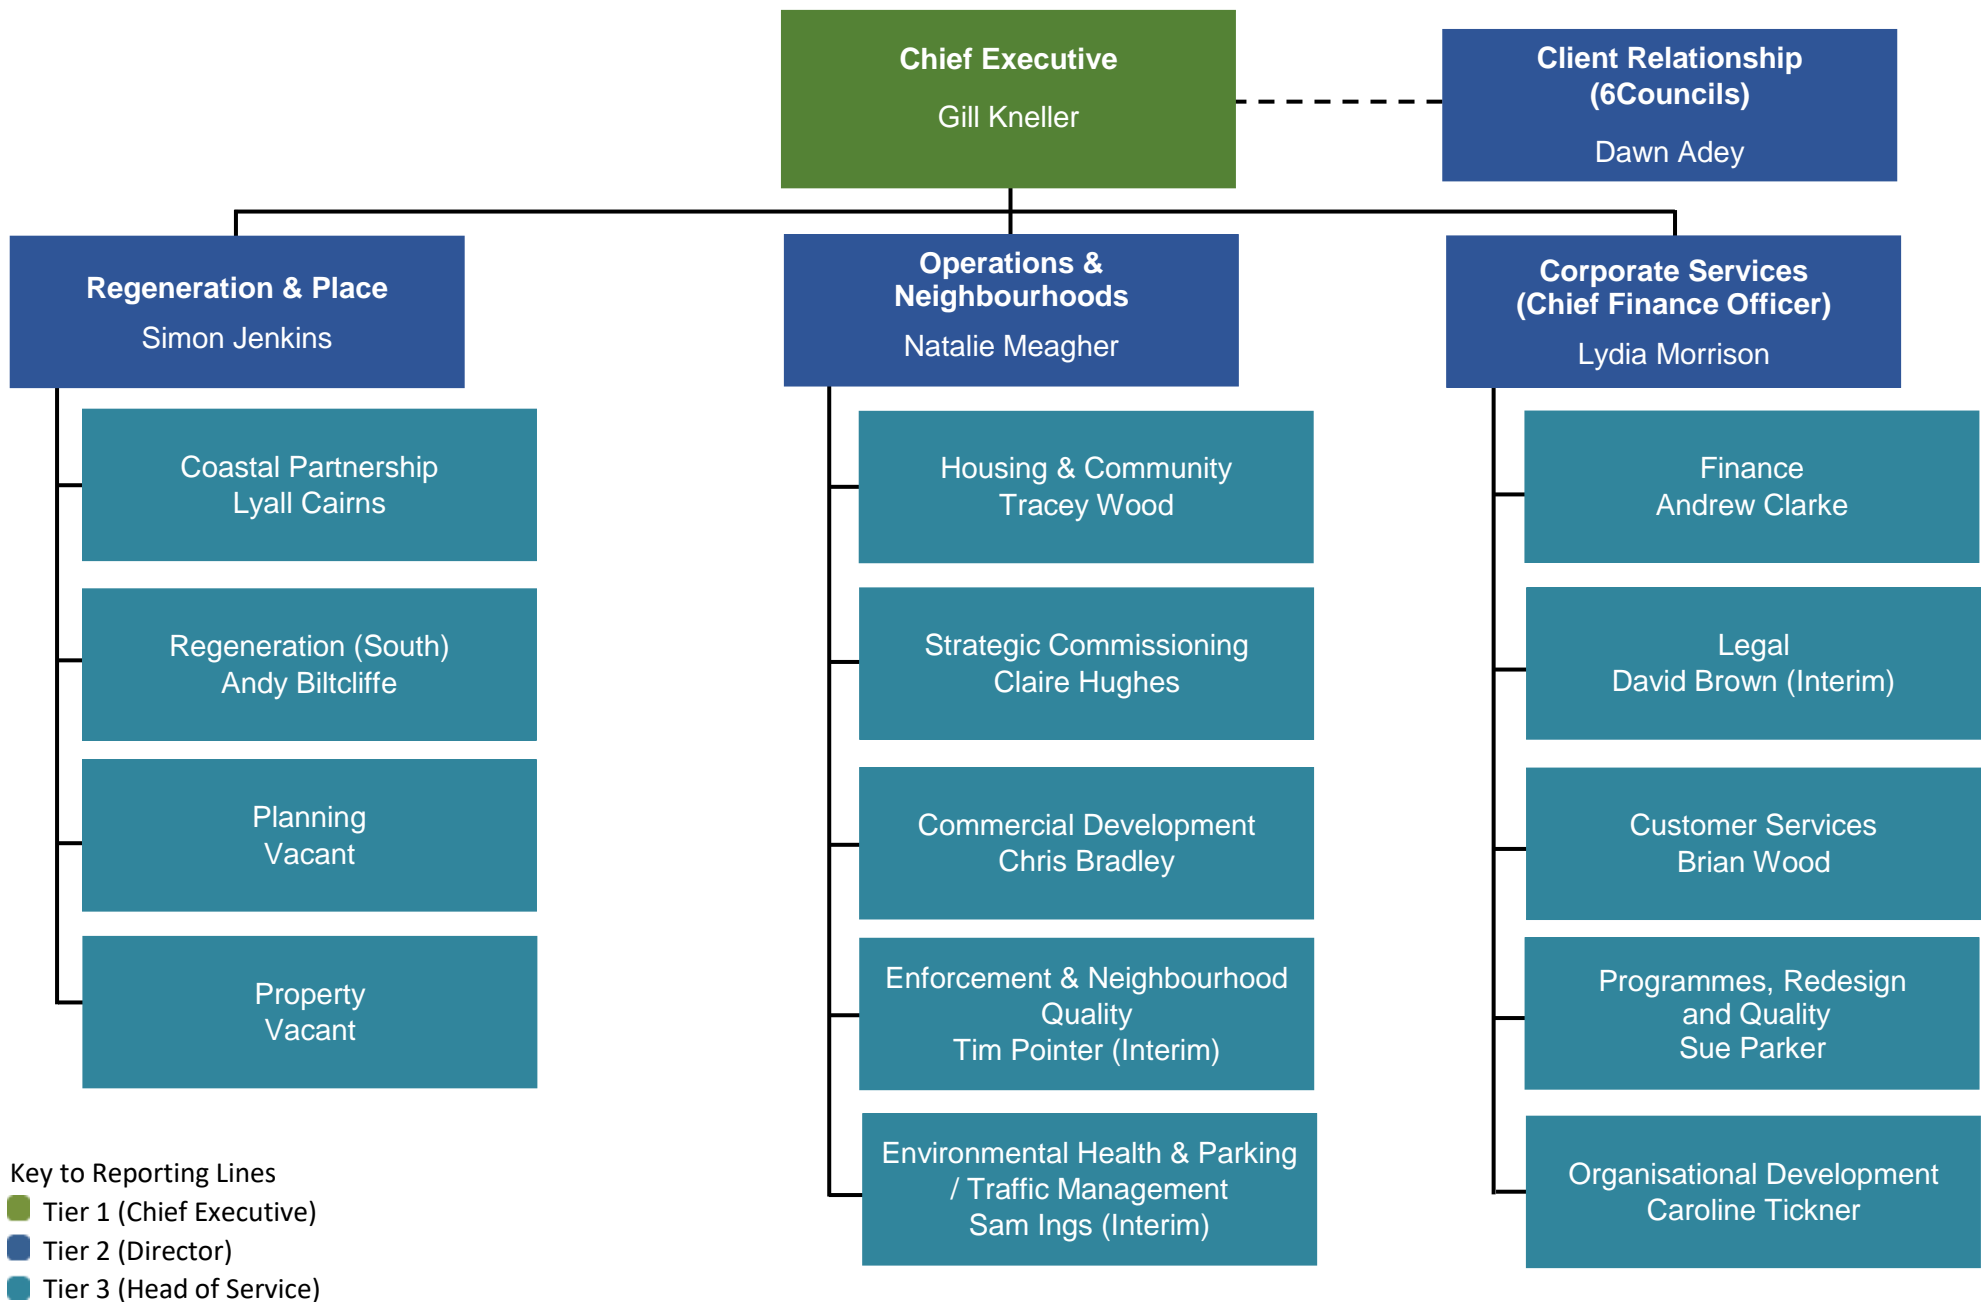 Chief Executive
Gill Kneller
Client Relationship
(6Councils)
Dawn Adey
Regeneration & Place
Simon Jenkins
Operations &
Neighbourhoods
Natalie Meagher
Corporate Services
(Chief Finance Officer)
Lydia Morrison
Coastal Partnership
Lyall Cairns
Regeneration (South)
Andy Biltcliffe
Planning
Vacant
Property
Vacant
Housing & Community
Tracey Wood
Strategic Commissioning
Claire Hughes
Commercial Development
Chris Bradley
Enforcement & Neighbourhood
Quality
Tim Pointer (Interim)
Environmental Health & Parking
/ Traffic Management
Sam Ings (Interim)
Finance
Andrew Clarke
Legal
David Brown (Interim)
Customer Services
Brian Wood
Programmes, Redesign
and Quality
Sue Parker
Organisational Development
Caroline Tickner
Key to Reporting Lines
Tier 1 (Chief Executive)
Tier 2 (Director)
Tier 3 (Head of Service)